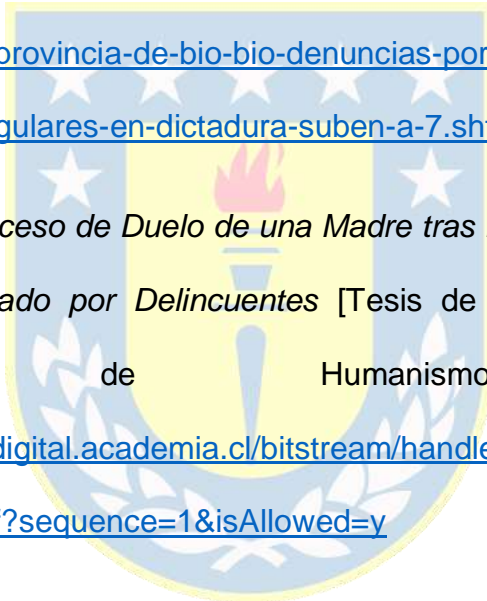 provincia-de-bio-bio-denuncias-por
gulares-en-dictadura-suben-a-7.sh
ceso de Duelo de una Madre tras
ado por Delincuentes [Tesis de
de Humanismo
digital.academia.cl/bitstream/handle
?sequence=1&isAllowed=y